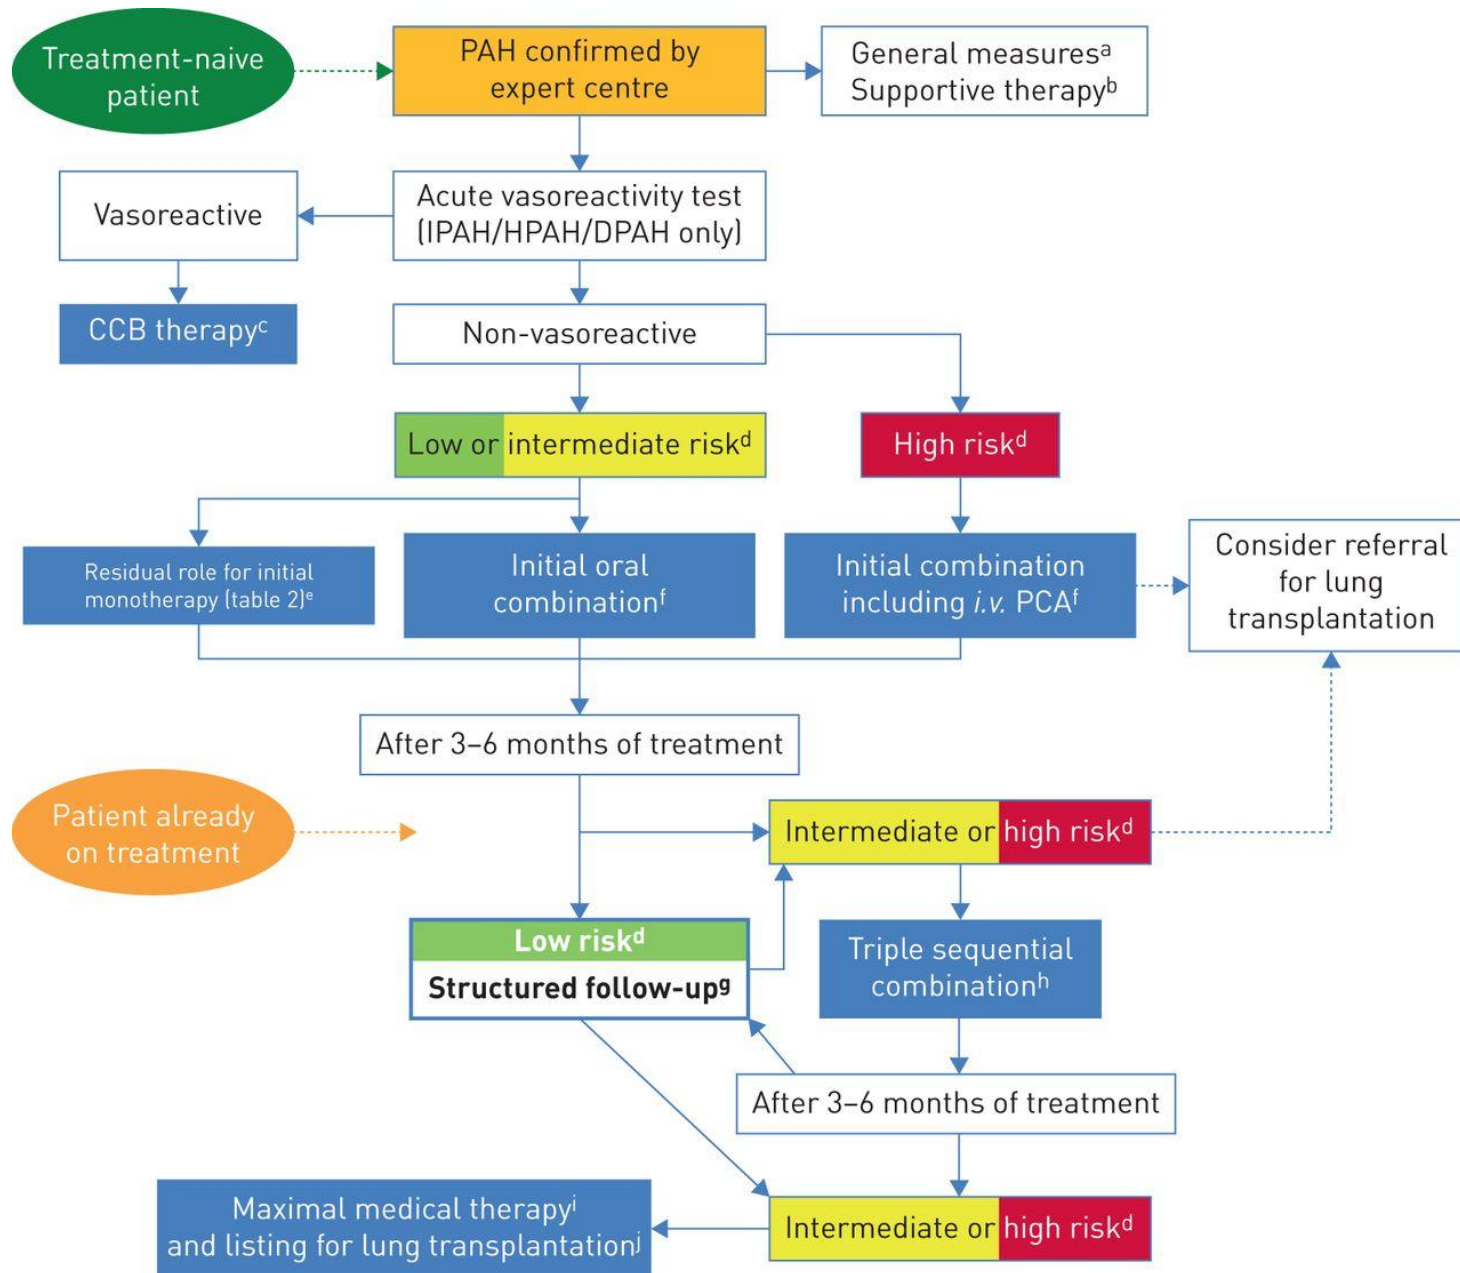 Treatment-naive
patient
PAH confirmed by
expert centre
General measuresᵃ
Supportive therapyᵇ
Vasoreactive
Acute vasoreactivity test
(IPAH/HPAH/DPAH only)
CCB therapyᶜ
Non-vasoreactive
Low or intermediate riskᵈ
High riskᵈ
Residual role for initial
monotherapy (table 2)ᵉ
Initial oral
combinationᶠ
Initial combination
including i.v. PCAᶠ
Consider referral
for lung
transplantation
After 3–6 months of treatment
Patient already
on treatment
Intermediate or high riskᵈ
Low riskᵈ
Structured follow-upᵍ
Triple sequential
combinationʰ
After 3–6 months of treatment
Maximal medical therapyⁱ
and listing for lung transplantationʲ
Intermediate or high riskᵈ